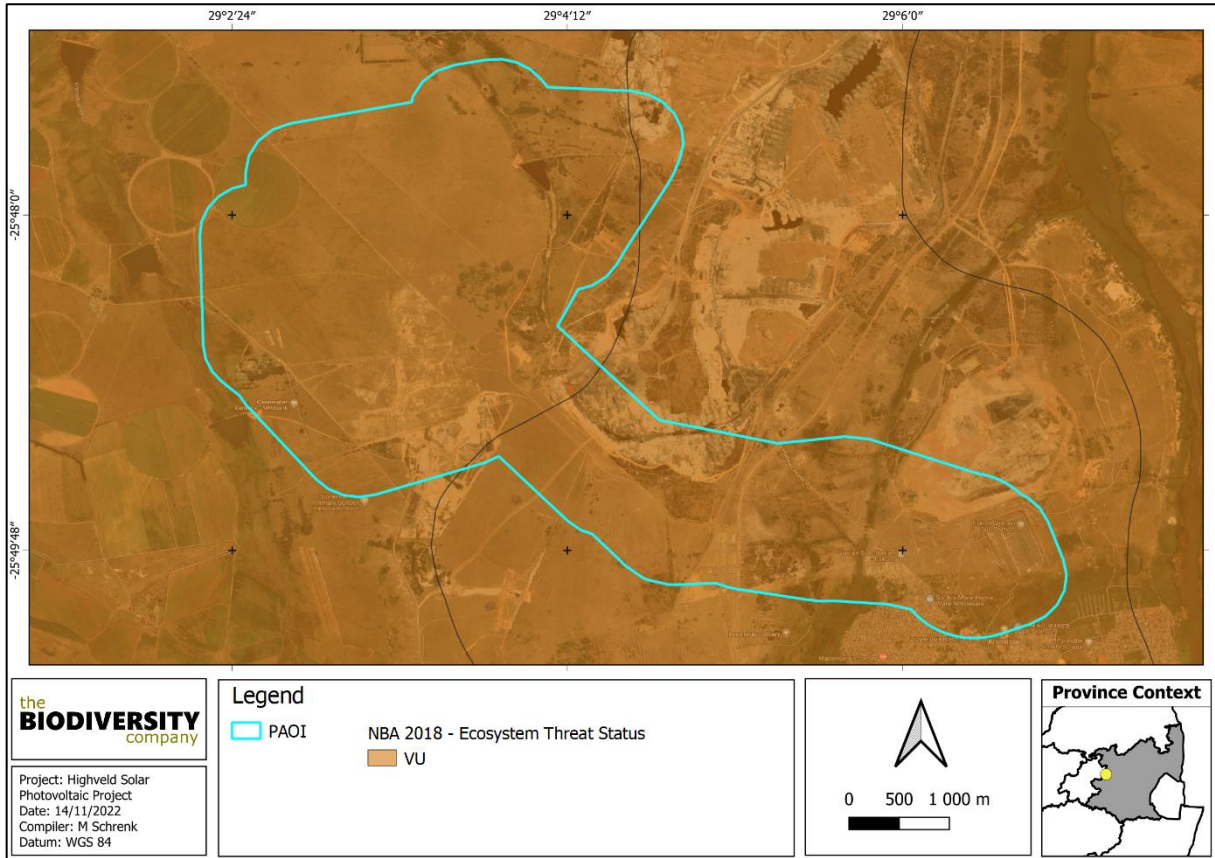 29°2′24″
29°4′12″
29°6′0″
-25°48′0″
-25°49′48″
the
BIODIVERSITY
company
Project: Highveld Solar
Photovoltaic Project
Date: 14/11/2022
Compiler: M Schrenk
Datum: WGS 84
Legend
PAOI
NBA 2018 - Ecosystem Threat Status
VU
0 500 1 000 m
Province Context